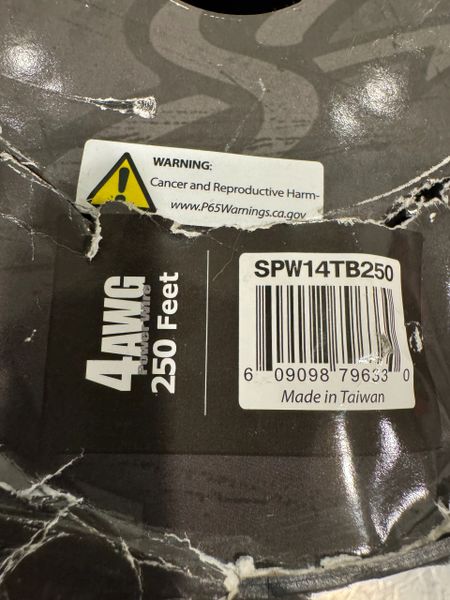 WARNING:
Cancer and Reproductive Harm-
www.P65Warnings.ca.gov
4AWG
Power Wire
250 Feet
SPW14TB250
6 09098 79633 0
Made in Taiwan